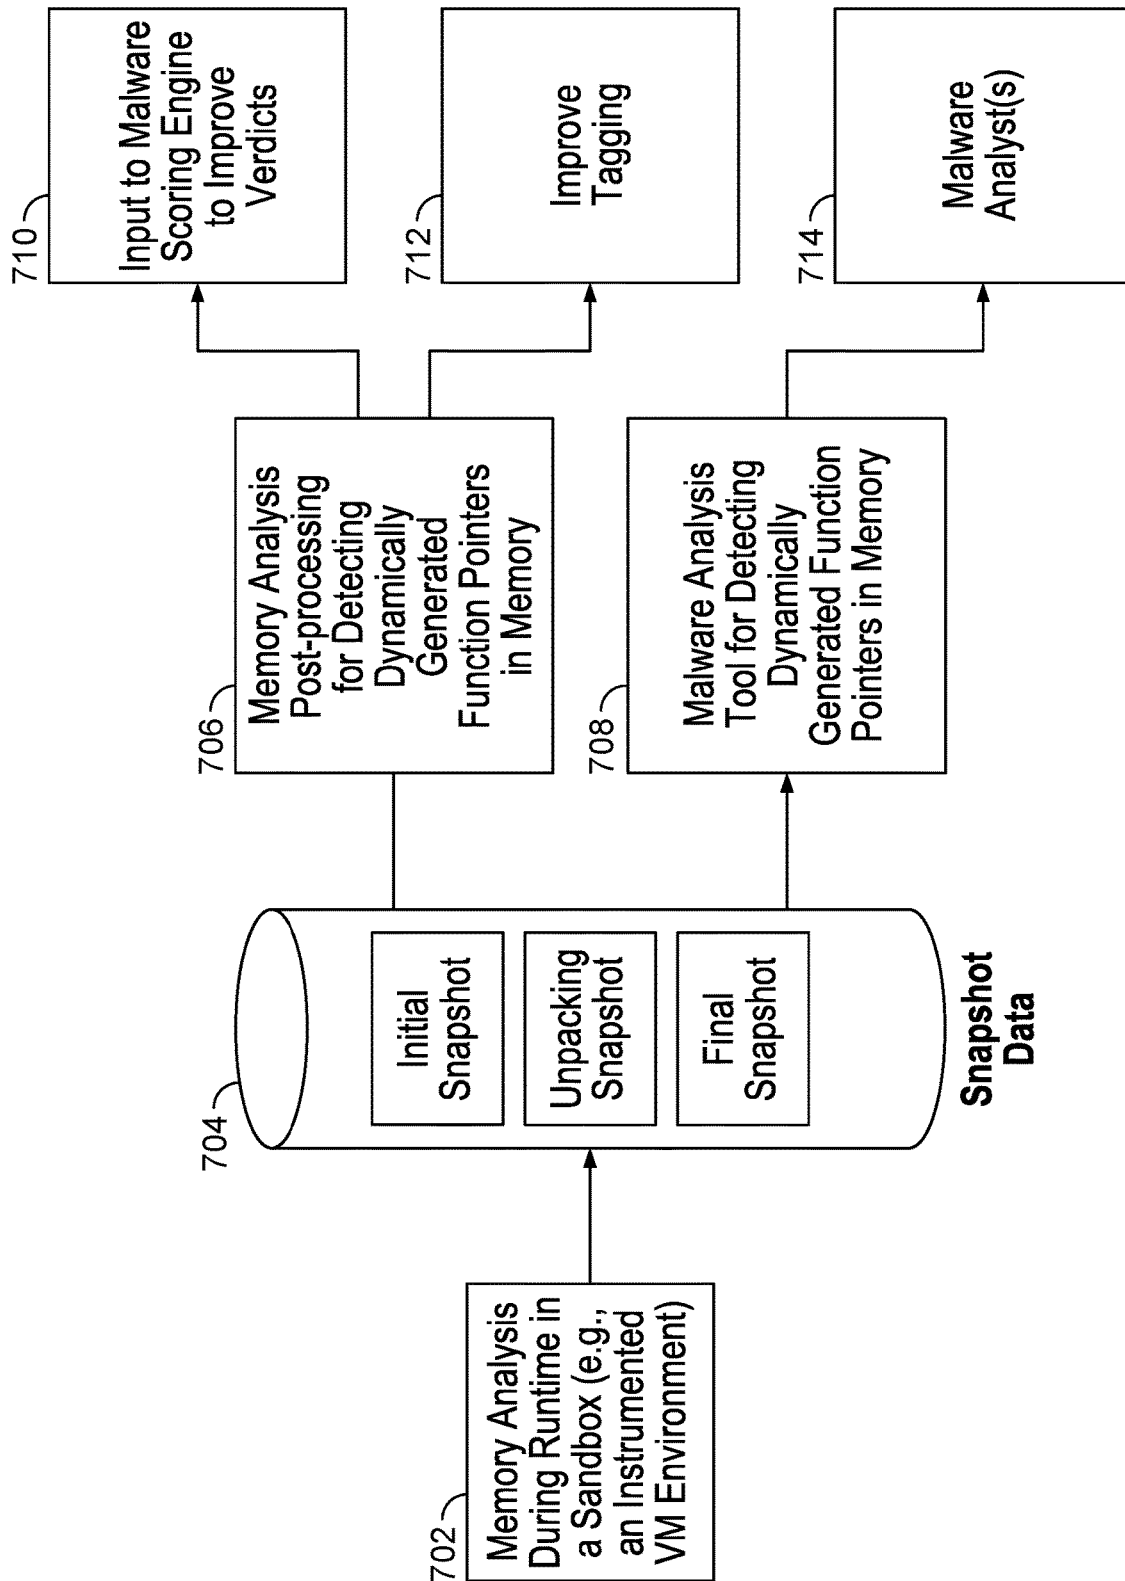 702
Memory Analysis
During Runtime in
a Sandbox (e.g.,
an Instrumented
VM Environment)
704
Initial
Snapshot
Unpacking
Snapshot
Final
Snapshot
Snapshot
Data
706
Memory Analysis
Post-processing
for Detecting
Dynamically
Generated
Function Pointers
in Memory
708
Malware Analysis
Tool for Detecting
Dynamically
Generated Function
Pointers in Memory
710
Input to Malware
Scoring Engine
to Improve
Verdicts
712
Improve
Tagging
714
Malware
Analyst(s)